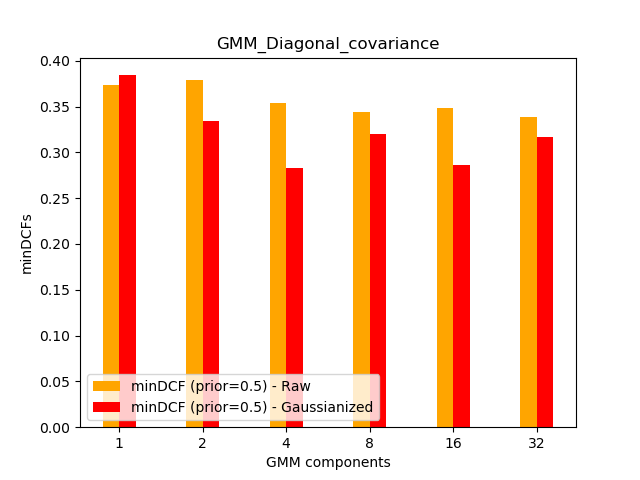 GMM_Diagonal_covariance
0.40
0.35
0.30
0.25
0.20
0.15
0.10
0.05
0.00
minDCFs
minDCF (prior=0.5) - Raw
minDCF (prior=0.5) - Gaussianized
1 2 4 8 16 32
GMM components